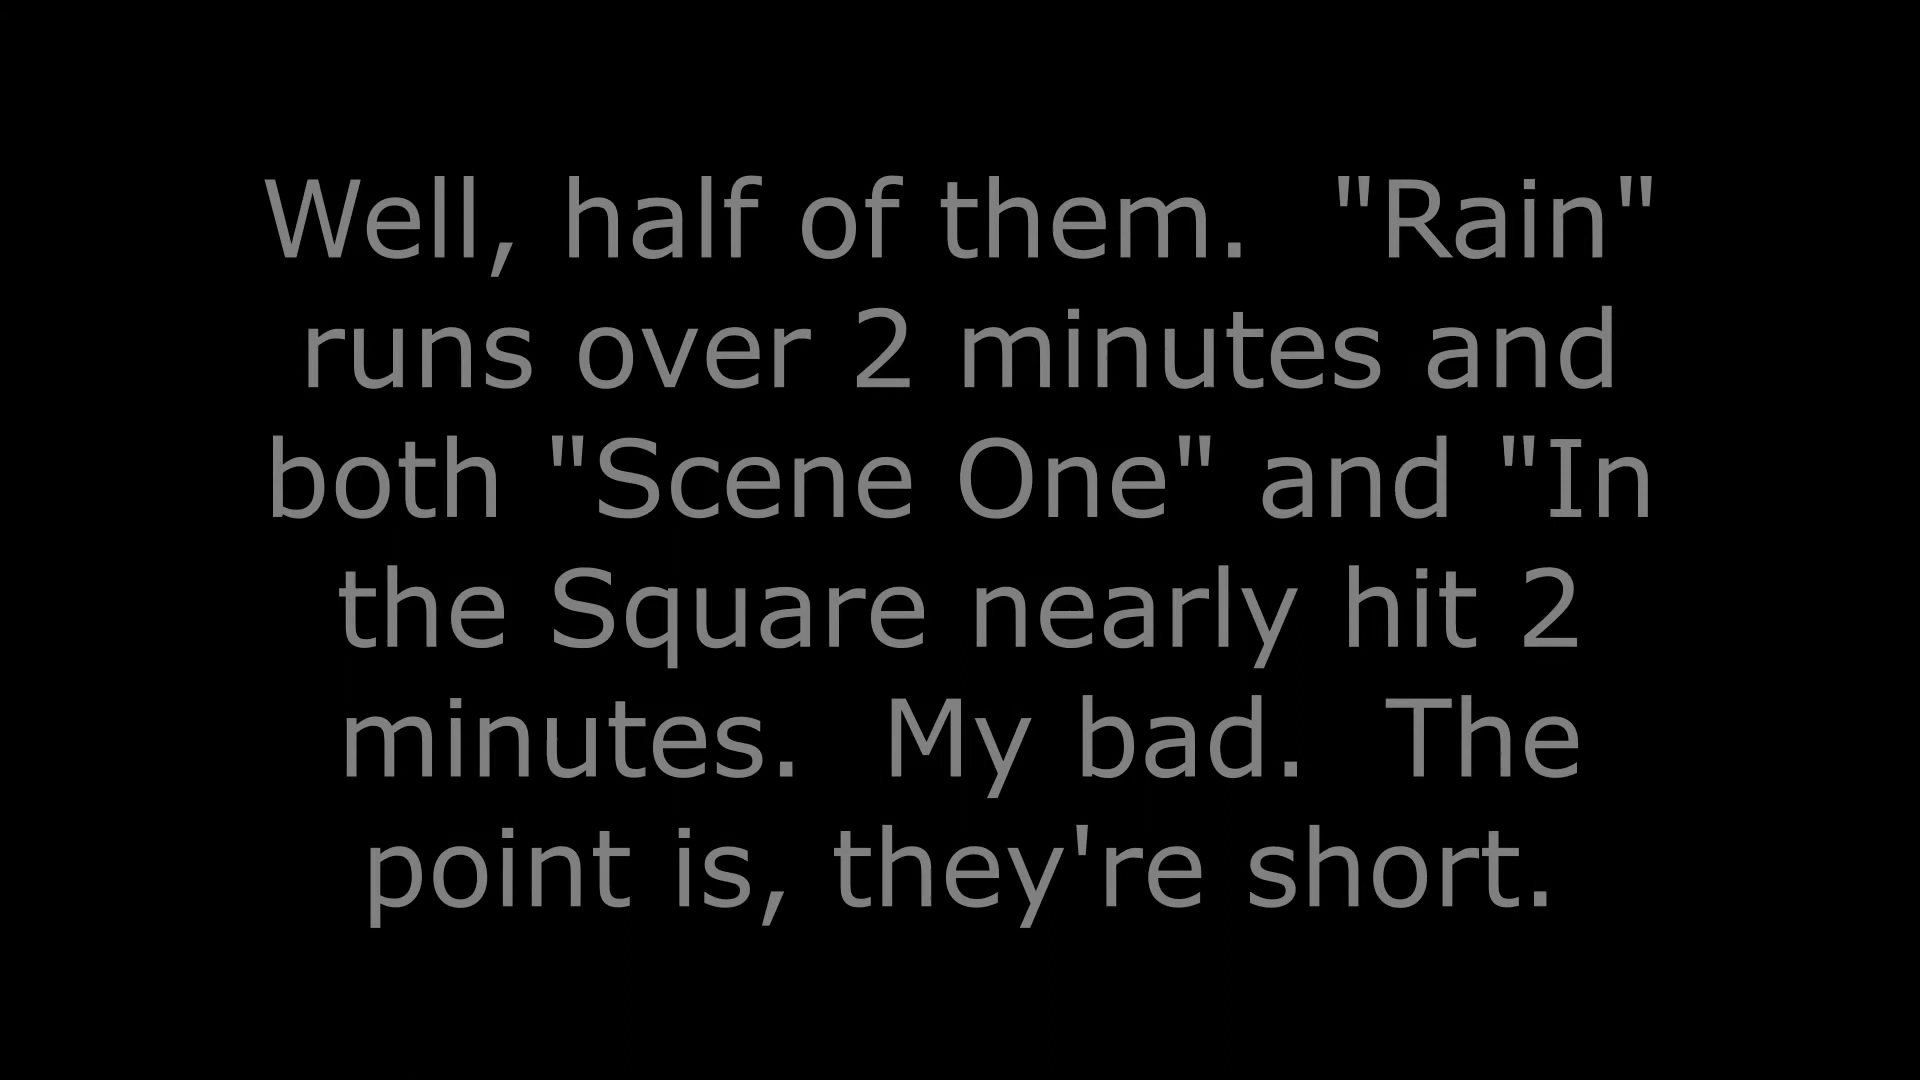 Well, half of them.  "Rain"
runs over 2 minutes and
both "Scene One" and "In
the Square nearly hit 2
minutes.  My bad.  The
point is, they're short.